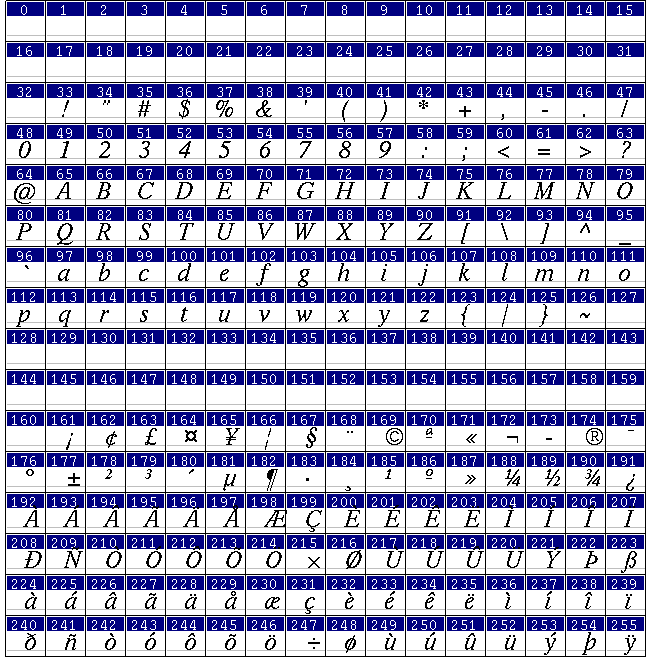 0 1 2 3 4 5 6 7 8 9 10 11 12 13 14 15
16 17 18 19 20 21 22 23 24 25 26 27 28 29 30 31
32 33 34 35 36 37 38 39 40 41 42 43 44 45 46 47
! " # $ % & ' ( ) * + , - . /
48 49 50 51 52 53 54 55 56 57 58 59 60 61 62 63
0 1 2 3 4 5 6 7 8 9 : ; < = > ?
64 65 66 67 68 69 70 71 72 73 74 75 76 77 78 79
@ A B C D E F G H I J K L M N O
80 81 82 83 84 85 86 87 88 89 90 91 92 93 94 95
P Q R S T U V W X Y Z [ \ ] ^ _
96 97 98 99 100 101 102 103 104 105 106 107 108 109 110 111
` a b c d e f g h i j k l m n o
112 113 114 115 116 117 118 119 120 121 122 123 124 125 126 127
p q r s t u v w x y z { | } ~
128 129 130 131 132 133 134 135 136 137 138 139 140 141 142 143
144 145 146 147 148 149 150 151 152 153 154 155 156 157 158 159
160 161 162 163 164 165 166 167 168 169 170 171 172 173 174 175
¡ ¢ £ ¤ ¥ ¦ § ¨ © ª « ¬ - ® ¯
176 177 178 179 180 181 182 183 184 185 186 187 188 189 190 191
° ± ² ³ ´ µ ¶ · ¸ ¹ º » ¼ ½ ¾ ¿
192 193 194 195 196 197 198 199 200 201 202 203 204 205 206 207
A A A A A A Æ Ç E E E E I I I I
208 209 210 211 212 213 214 215 216 217 218 219 220 221 222 223
Ð N O O O O O × Ø U U U U Y Þ ß
224 225 226 227 228 229 230 231 232 233 234 235 236 237 238 239
à á â ã ä å æ ç è é ê ë ì í î ï
240 241 242 243 244 245 246 247 248 249 250 251 252 253 254 255
ð ñ ò ó ô õ ö ÷ ø ù ú û ü ý þ ÿ